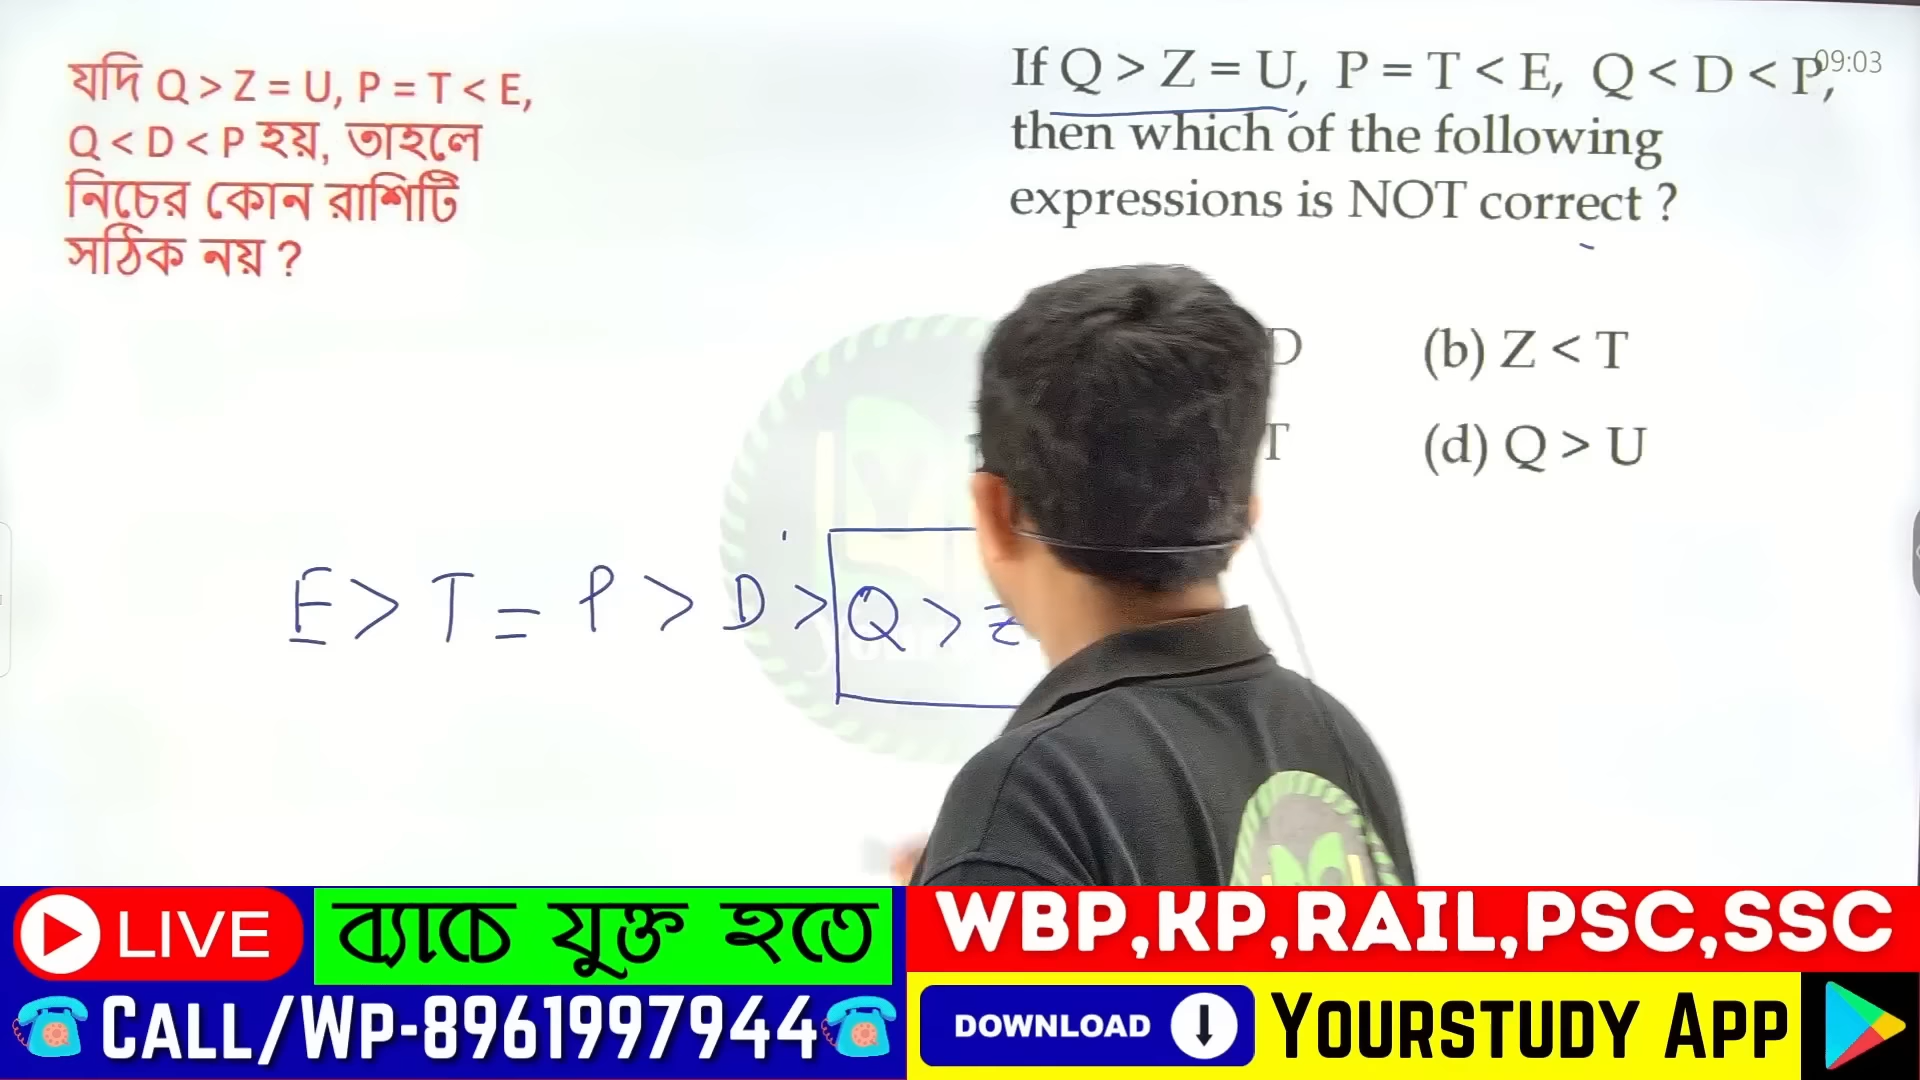 যদি Q > Z = U, P = T < E,
Q < D < P হয়, তাহলে
নিচের কোন রাশিটি
সঠিক নয় ?
If Q > Z = U, P = T < E, Q < D < P,
09:03
then which of the following
expressions is NOT correct ?
D
(b) Z < T
T
(d) Q > U
E > T = P > D > Q > Z
LIVE
ব্যাচে যুক্ত হতে
WBP,KP,RAIL,PSC,SSC
CALL/WP-8961997944
DOWNLOAD
YOURSTUDY APP